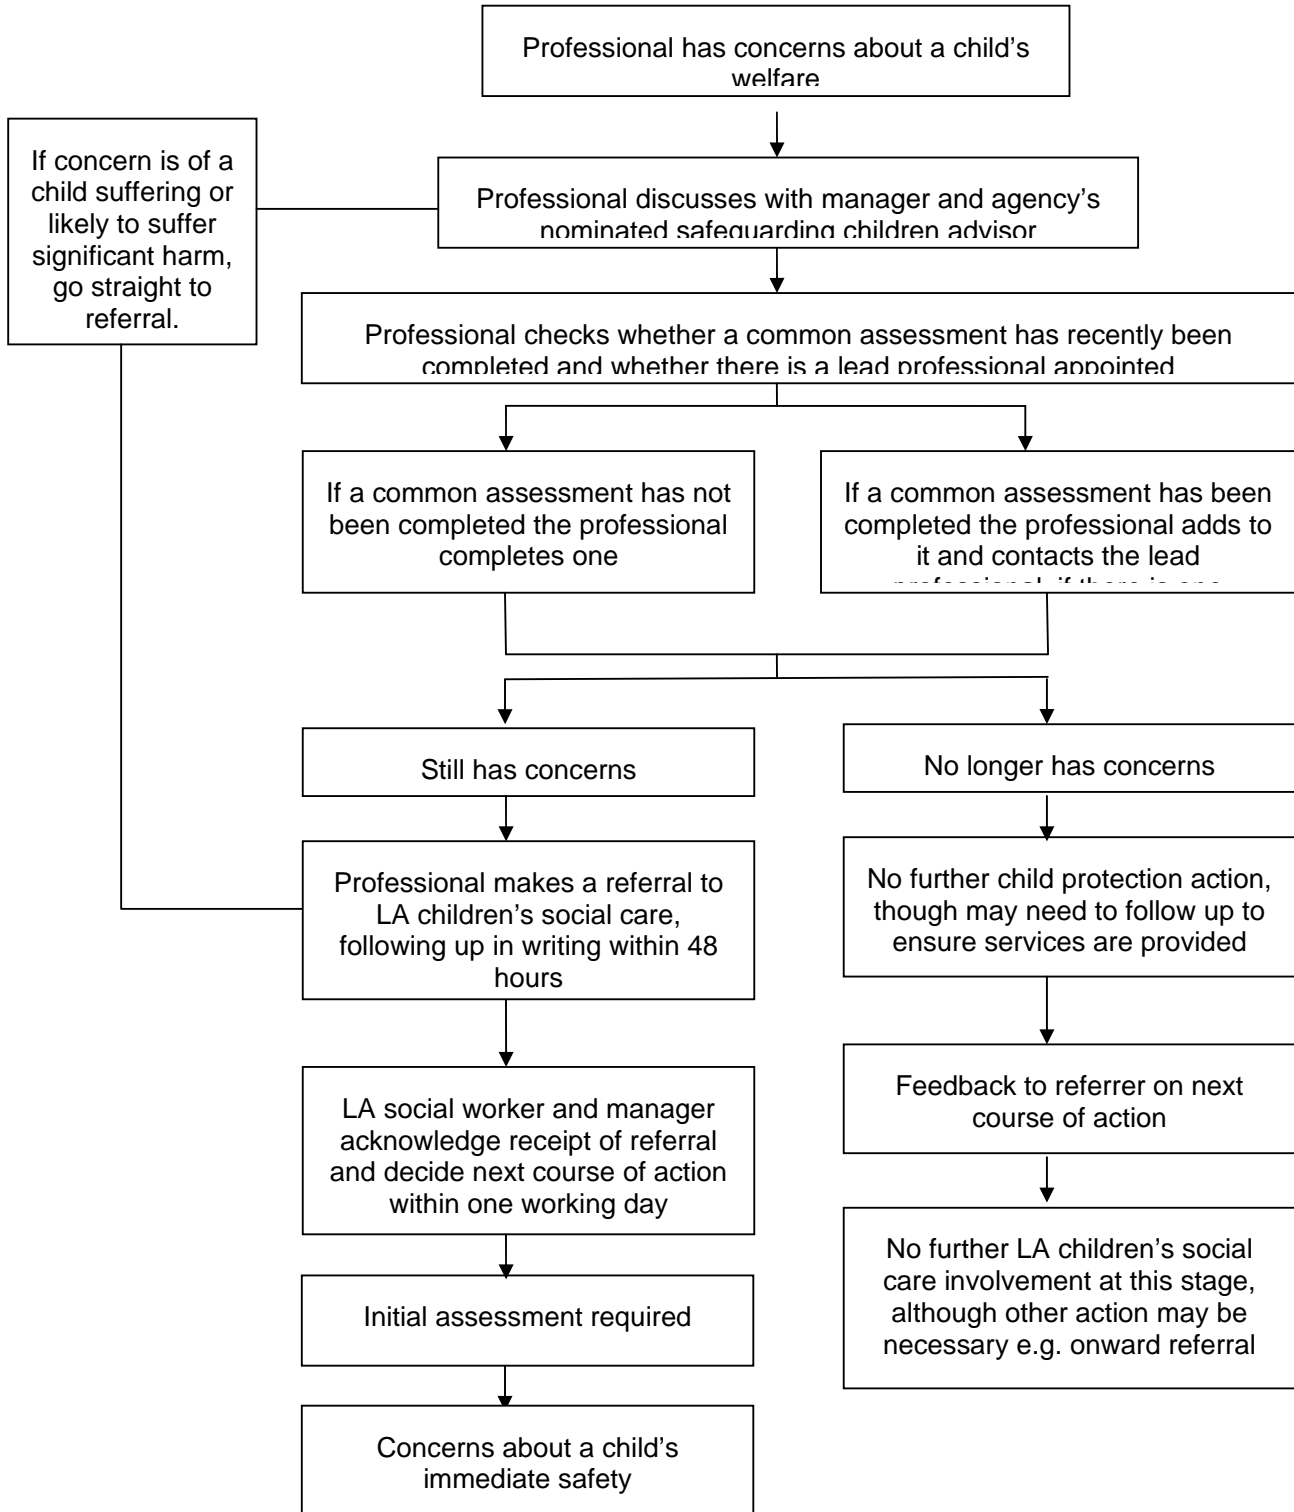 Professional has concerns about a child’s
welfare
If concern is of a
child suffering or
likely to suffer
significant harm,
go straight to
referral.
Professional discusses with manager and agency’s
nominated safeguarding children advisor
Professional checks whether a common assessment has recently been
completed and whether there is a lead professional appointed
If a common assessment has not
been completed the professional
completes one
If a common assessment has been
completed the professional adds to
it and contacts the lead
professional, if there is one
Still has concerns
No longer has concerns
Professional makes a referral to
LA children’s social care,
following up in writing within 48
hours
No further child protection action,
though may need to follow up to
ensure services are provided
LA social worker and manager
acknowledge receipt of referral
and decide next course of action
within one working day
Feedback to referrer on next
course of action
Initial assessment required
No further LA children’s social
care involvement at this stage,
although other action may be
necessary e.g. onward referral
Concerns about a child’s
immediate safety